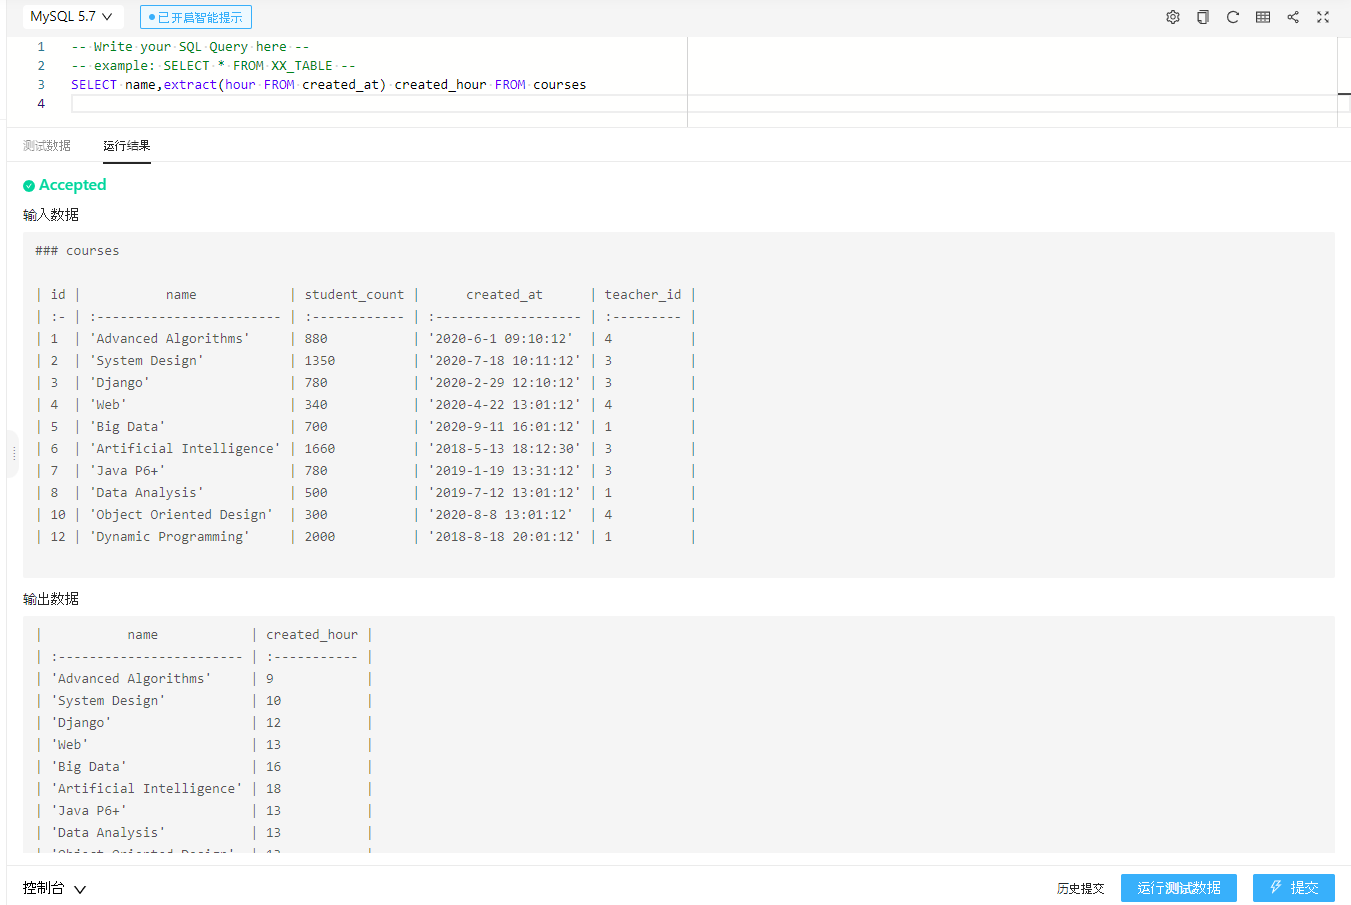 MySQL 5.7
已开启智能提示
1 -- Write your SQL Query here --
2 -- example: SELECT * FROM XX_TABLE --
3 SELECT name,extract(hour FROM created_at) created_hour FROM courses
4
测试数据 运行结果
Accepted
输入数据
### courses
| id | name | student_count | created_at | teacher_id |
| :- | :------------------------ | :------------ | :------------------- | :--------- |
| 1 | 'Advanced Algorithms' | 880 | '2020-6-1 09:10:12' | 4 |
| 2 | 'System Design' | 1350 | '2020-7-18 10:11:12' | 3 |
| 3 | 'Django' | 780 | '2020-2-29 12:10:12' | 3 |
| 4 | 'Web' | 340 | '2020-4-22 13:01:12' | 4 |
| 5 | 'Big Data' | 700 | '2020-9-11 16:01:12' | 1 |
| 6 | 'Artificial Intelligence' | 1660 | '2018-5-13 18:12:30' | 3 |
| 7 | 'Java P6+' | 780 | '2019-1-19 13:31:12' | 3 |
| 8 | 'Data Analysis' | 500 | '2019-7-12 13:01:12' | 1 |
| 10 | 'Object Oriented Design' | 300 | '2020-8-8 13:01:12' | 4 |
| 12 | 'Dynamic Programming' | 2000 | '2018-8-18 20:01:12' | 1 |
输出数据
| name | created_hour |
| :------------------------ | :----------- |
| 'Advanced Algorithms' | 9 |
| 'System Design' | 10 |
| 'Django' | 12 |
| 'Web' | 13 |
| 'Big Data' | 16 |
| 'Artificial Intelligence' | 18 |
| 'Java P6+' | 13 |
| 'Data Analysis' | 13 |
| 'Object Oriented Design' | 13 |
控制台 历史提交 运行测试数据 提交